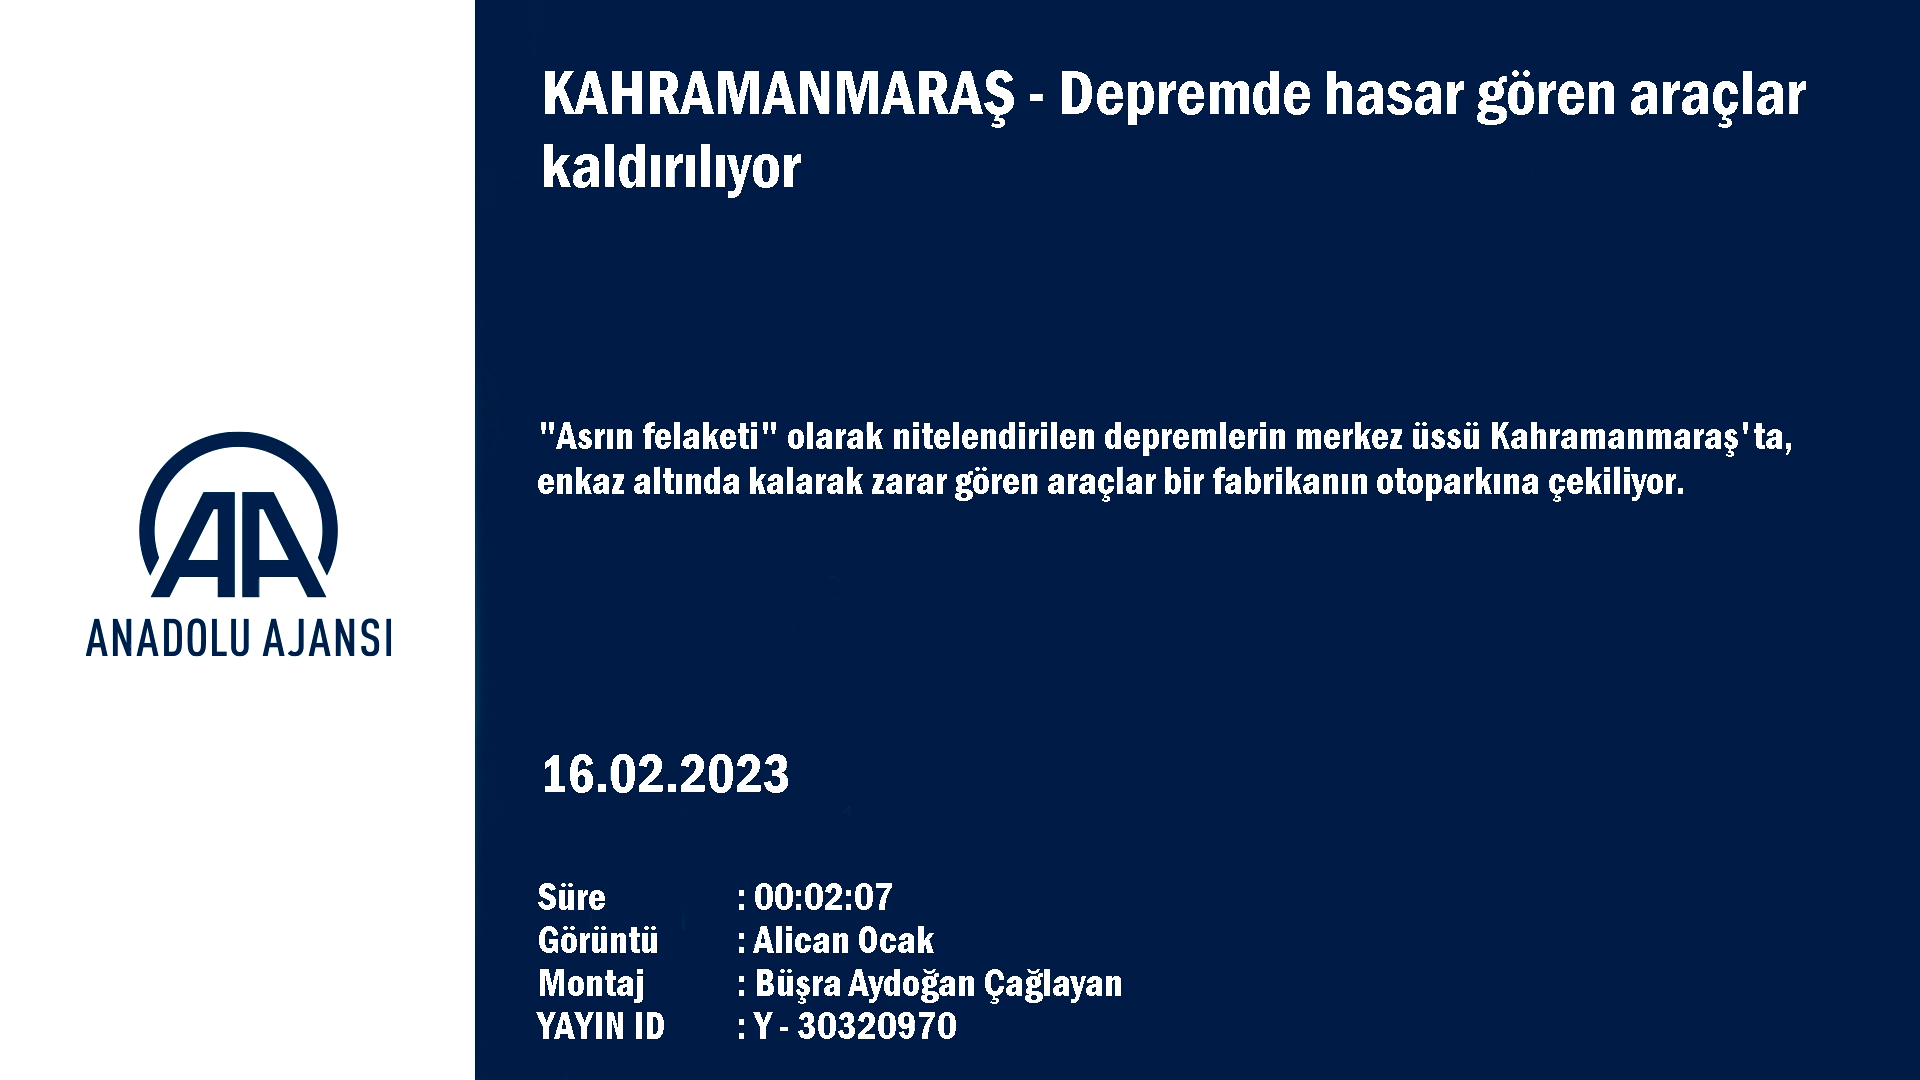 KAHRAMANMARAŞ - Depremde hasar gören araçlar
kaldırılıyor
"Asrın felaketi" olarak nitelendirilen depremlerin merkez üssü Kahramanmaraş'ta,
enkaz altında kalarak zarar gören araçlar bir fabrikanın otoparkına çekiliyor.
AA
ANADOLU AJANSI
16.02.2023
Süre : 00:02:07
Görüntü : Alican Ocak
Montaj : Büşra Aydoğan Çağlayan
YAYIN ID : Y - 30320970